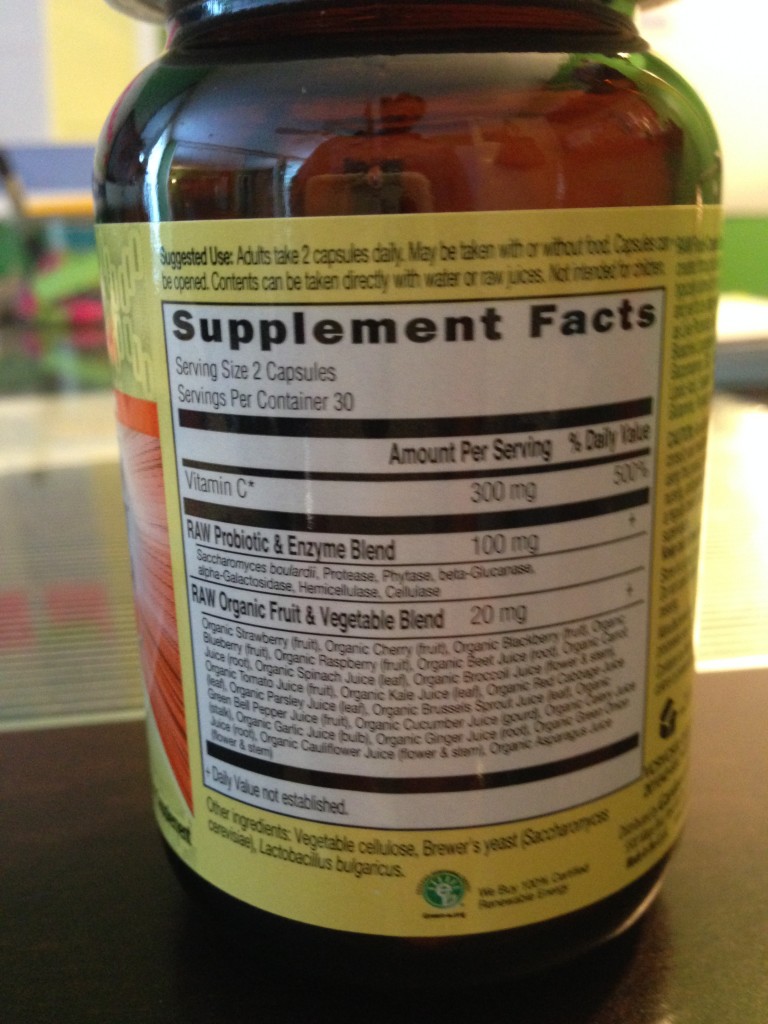 Suggested Use: Adults take 2 capsules daily. May be taken with or without food. Capsules can
be opened. Contents can be taken directly with water or raw juices. Not intended for children.
Supplement Facts
Serving Size 2 Capsules
Servings Per Container 30
Amount Per Serving % Daily Value
Vitamin C* 300 mg 500%
RAW Probiotic & Enzyme Blend 100 mg +
Saccharomyces boulardii, Protease, Phytase, beta-Glucanase,
alpha-Galactosidase, Hemicellulase, Cellulase
RAW Organic Fruit & Vegetable Blend 20 mg +
Organic Strawberry (fruit), Organic Cherry (fruit), Organic Blackberry (fruit), Organic
Blueberry (fruit), Organic Raspberry (fruit), Organic Beet Juice (root), Organic Carrot
Juice (root), Organic Spinach Juice (leaf), Organic Broccoli Juice (flower & stem),
Organic Tomato Juice (fruit), Organic Kale Juice (leaf), Organic Red Cabbage Juice
(leaf), Organic Parsley Juice (leaf), Organic Brussels Sprout Juice (leaf), Organic
Green Bell Pepper Juice (fruit), Organic Cucumber Juice (gourd), Organic Celery Juice
(stalk), Organic Garlic Juice (bulb), Organic Ginger Juice (root), Organic Green Onion
Juice (root), Organic Cauliflower Juice (flower & stem), Organic Asparagus Juice
(flower & stem)
+ Daily Value not established.
Other ingredients: Vegetable cellulose, Brewer's yeast (Saccharomyces
cerevisiae), Lactobacillus bulgaricus.
We Buy 100% Certified
Renewable Energy
Green-e.org